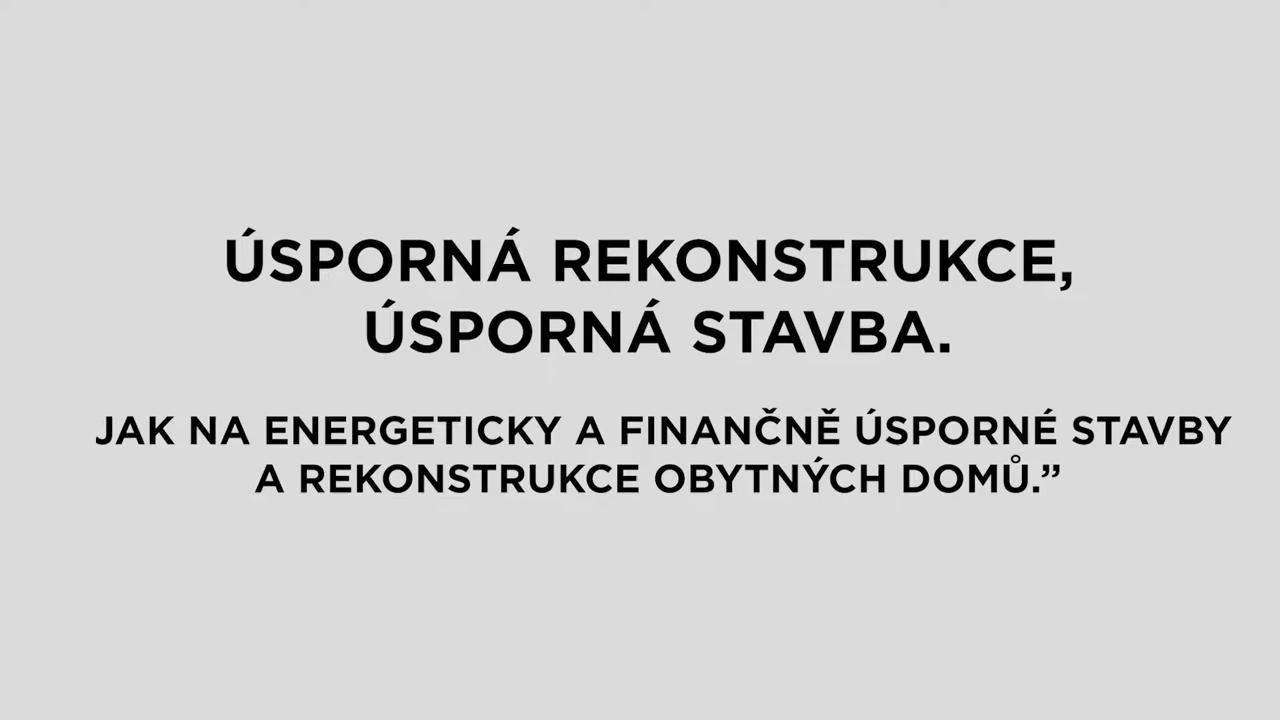 ÚSPORNÁ REKONSTRUKCE,
ÚSPORNÁ STAVBA.
JAK NA ENERGETICKY A FINANČNĚ ÚSPORNÉ STAVBY
A REKONSTRUKCE OBYTNÝCH DOMŮ.”